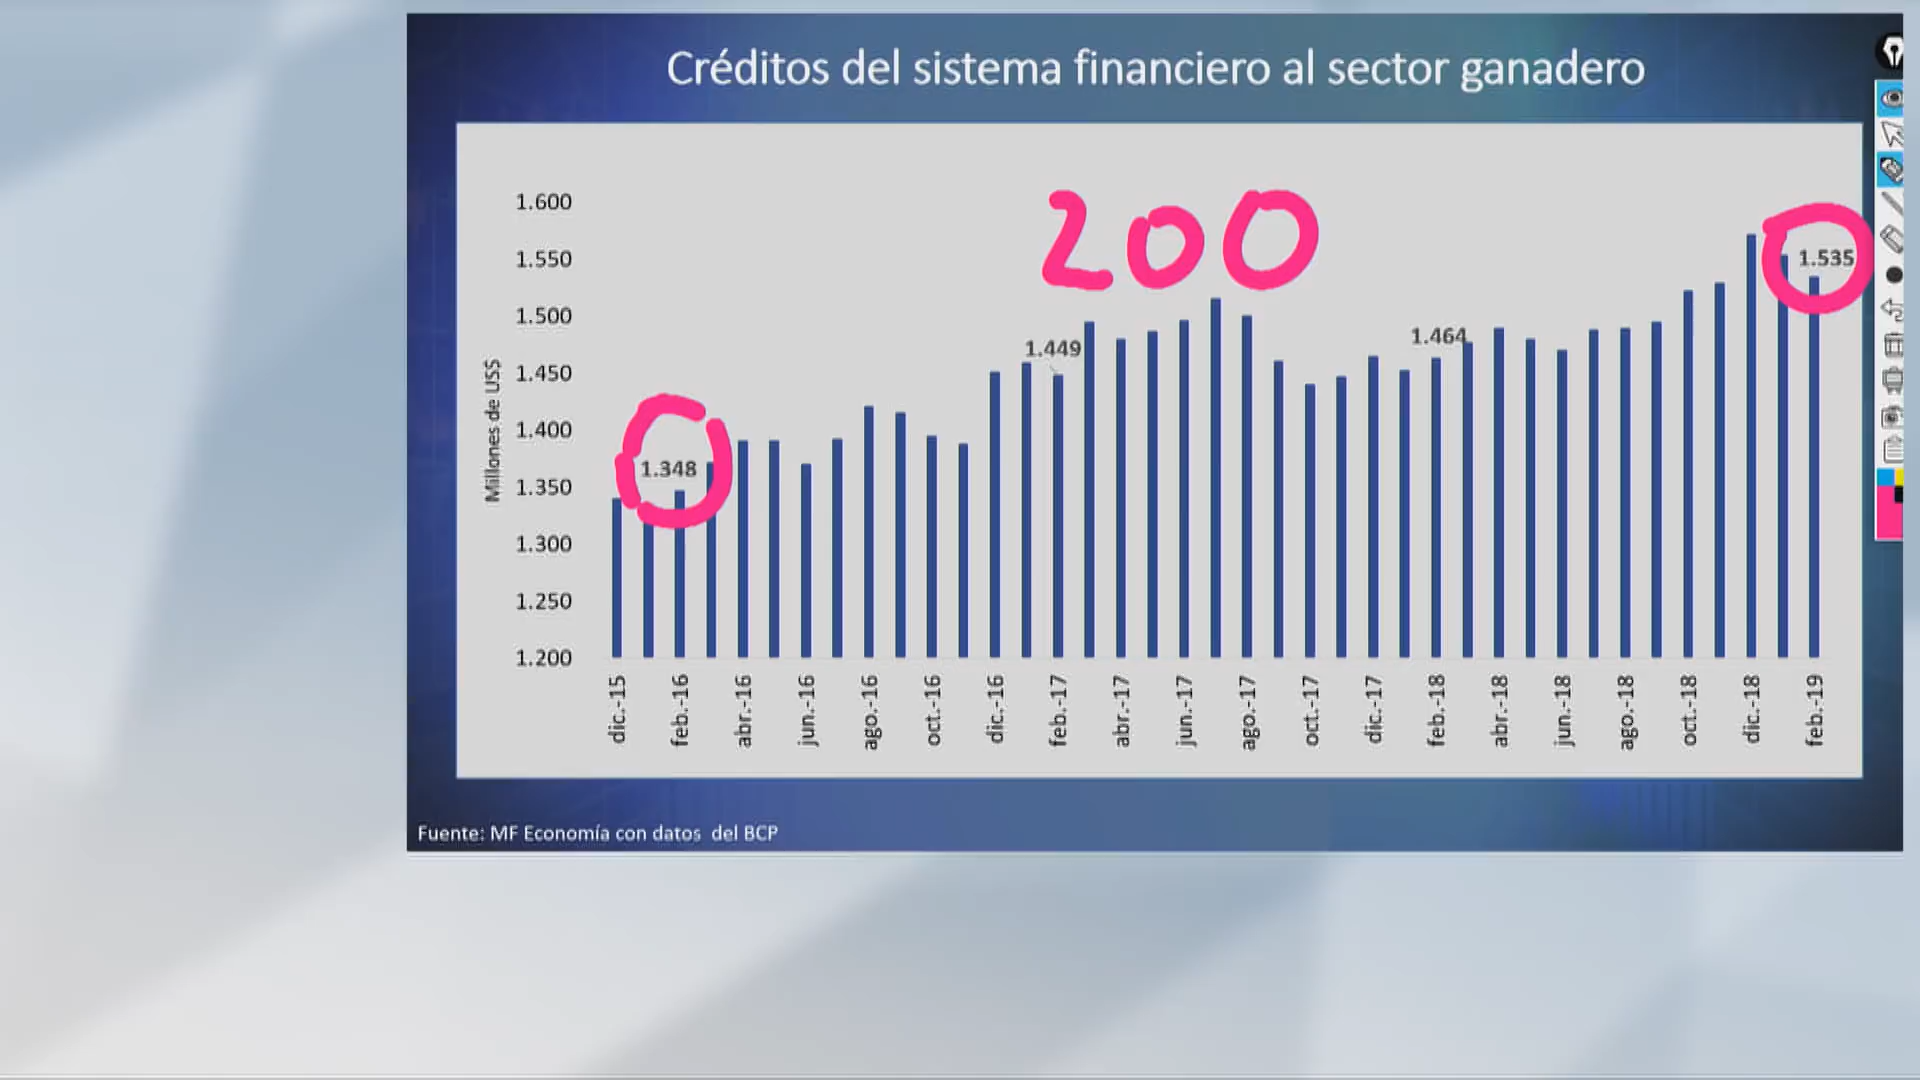 Créditos del sistema financiero al sector ganadero
Millones de US$
1.600
1.550
1.500
1.450
1.400
1.350
1.300
1.250
1.200
200
1.348
1.449
1.464
1.535
dic.-15
feb.-16
abr.-16
jun.-16
ago.-16
oct.-16
dic.-16
feb.-17
abr.-17
jun.-17
ago.-17
oct.-17
dic.-17
feb.-18
abr.-18
jun.-18
ago.-18
oct.-18
dic.-18
feb.-19
Fuente: MF Economía con datos del BCP